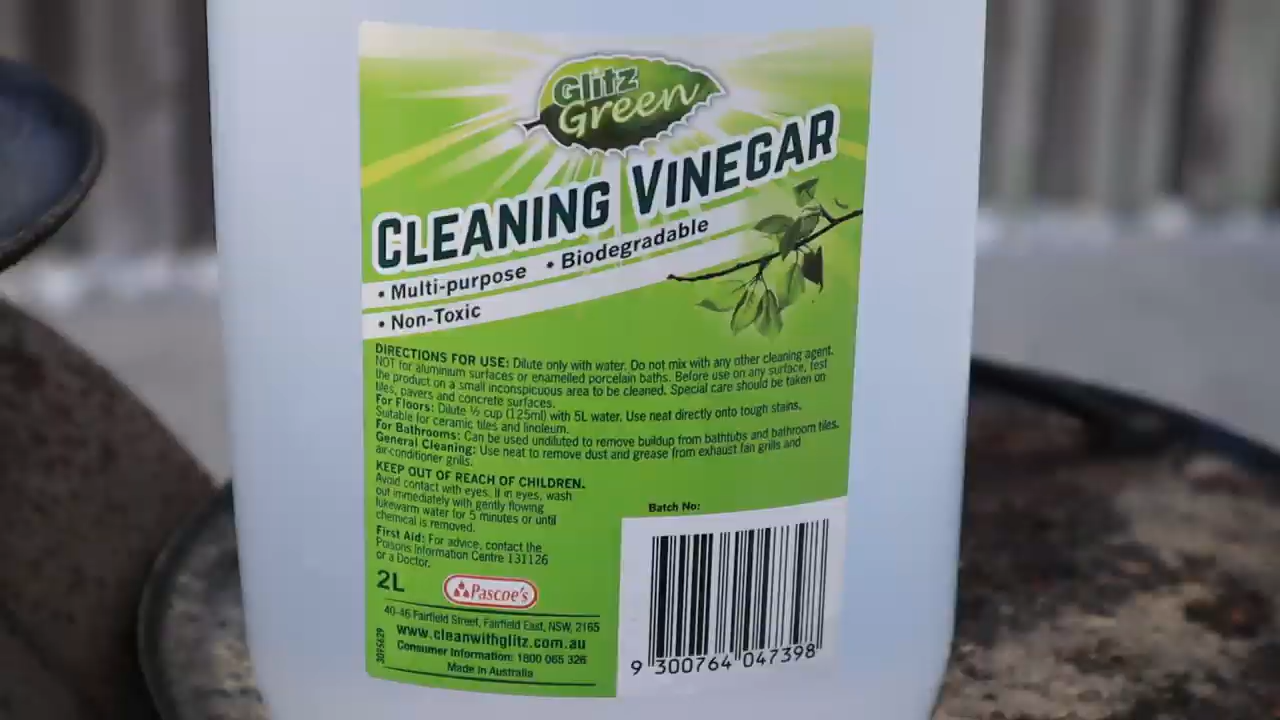 Glitz
Green
CLEANING VINEGAR
• Multi-purpose • Biodegradable
• Non-Toxic
DIRECTIONS FOR USE: Dilute only with water. Do not mix with any other cleaning agent.
NOT for aluminium surfaces or enamelled porcelain baths. Before use on any surface, test
the product on a small inconspicuous area to be cleaned. Special care should be taken on
tiles, pavers and concrete surfaces.
For Floors: Dilute ½ cup (125ml) with 5L water. Use neat directly onto tough stains.
Suitable for ceramic tiles and linoleum.
For Bathrooms: Can be used undiluted to remove buildup from bathtubs and bathroom tiles.
General Cleaning: Use neat to remove dust and grease from exhaust fan grills and
air-conditioner grills.
KEEP OUT OF REACH OF CHILDREN.
Avoid contact with eyes. If in eyes, wash
out immediately with gently flowing
lukewarm water for 5 minutes or until
chemical is removed.
First Aid: For advice, contact the
Poisons Information Centre 131126
or a Doctor.
2L
Pascoe's
40-46 Fairfield Street, Fairfield East, NSW, 2165
www.cleanwithglitz.com.au
Consumer Information: 1800 065 326
Made in Australia
Batch No:
9 300764 047398